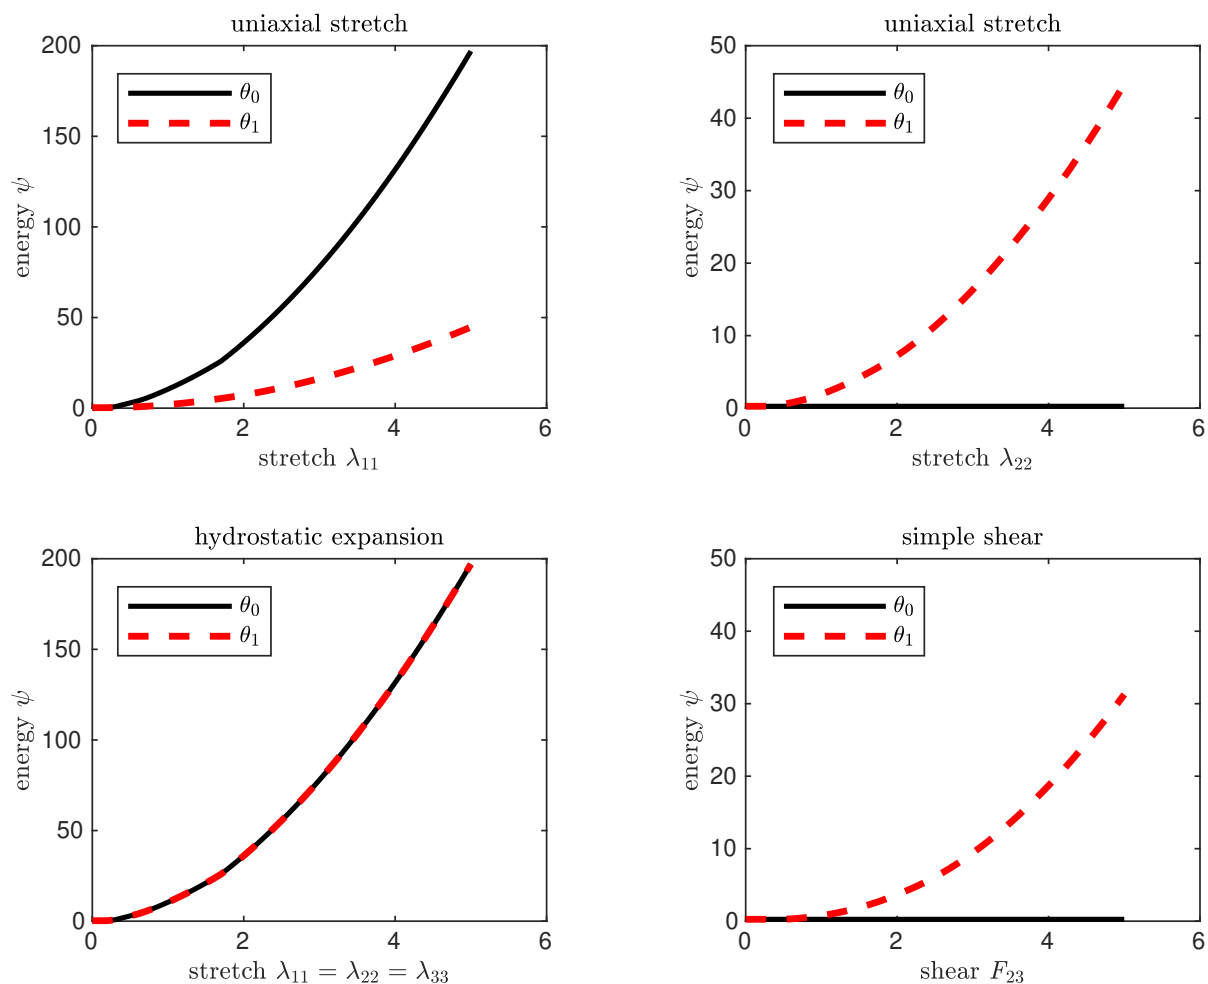 uniaxial stretch
200
150
100
50
0
θ₀
θ₁
energy ψ
0 2 4 6
stretch λ₁₁
uniaxial stretch
50
40
30
20
10
0
θ₀
θ₁
energy ψ
0 2 4 6
stretch λ₂₂
hydrostatic expansion
200
150
100
50
0
θ₀
θ₁
energy ψ
0 2 4 6
stretch λ₁₁ = λ₂₂ = λ₃₃
simple shear
50
40
30
20
10
0
θ₀
θ₁
energy ψ
0 2 4 6
shear F₂₃